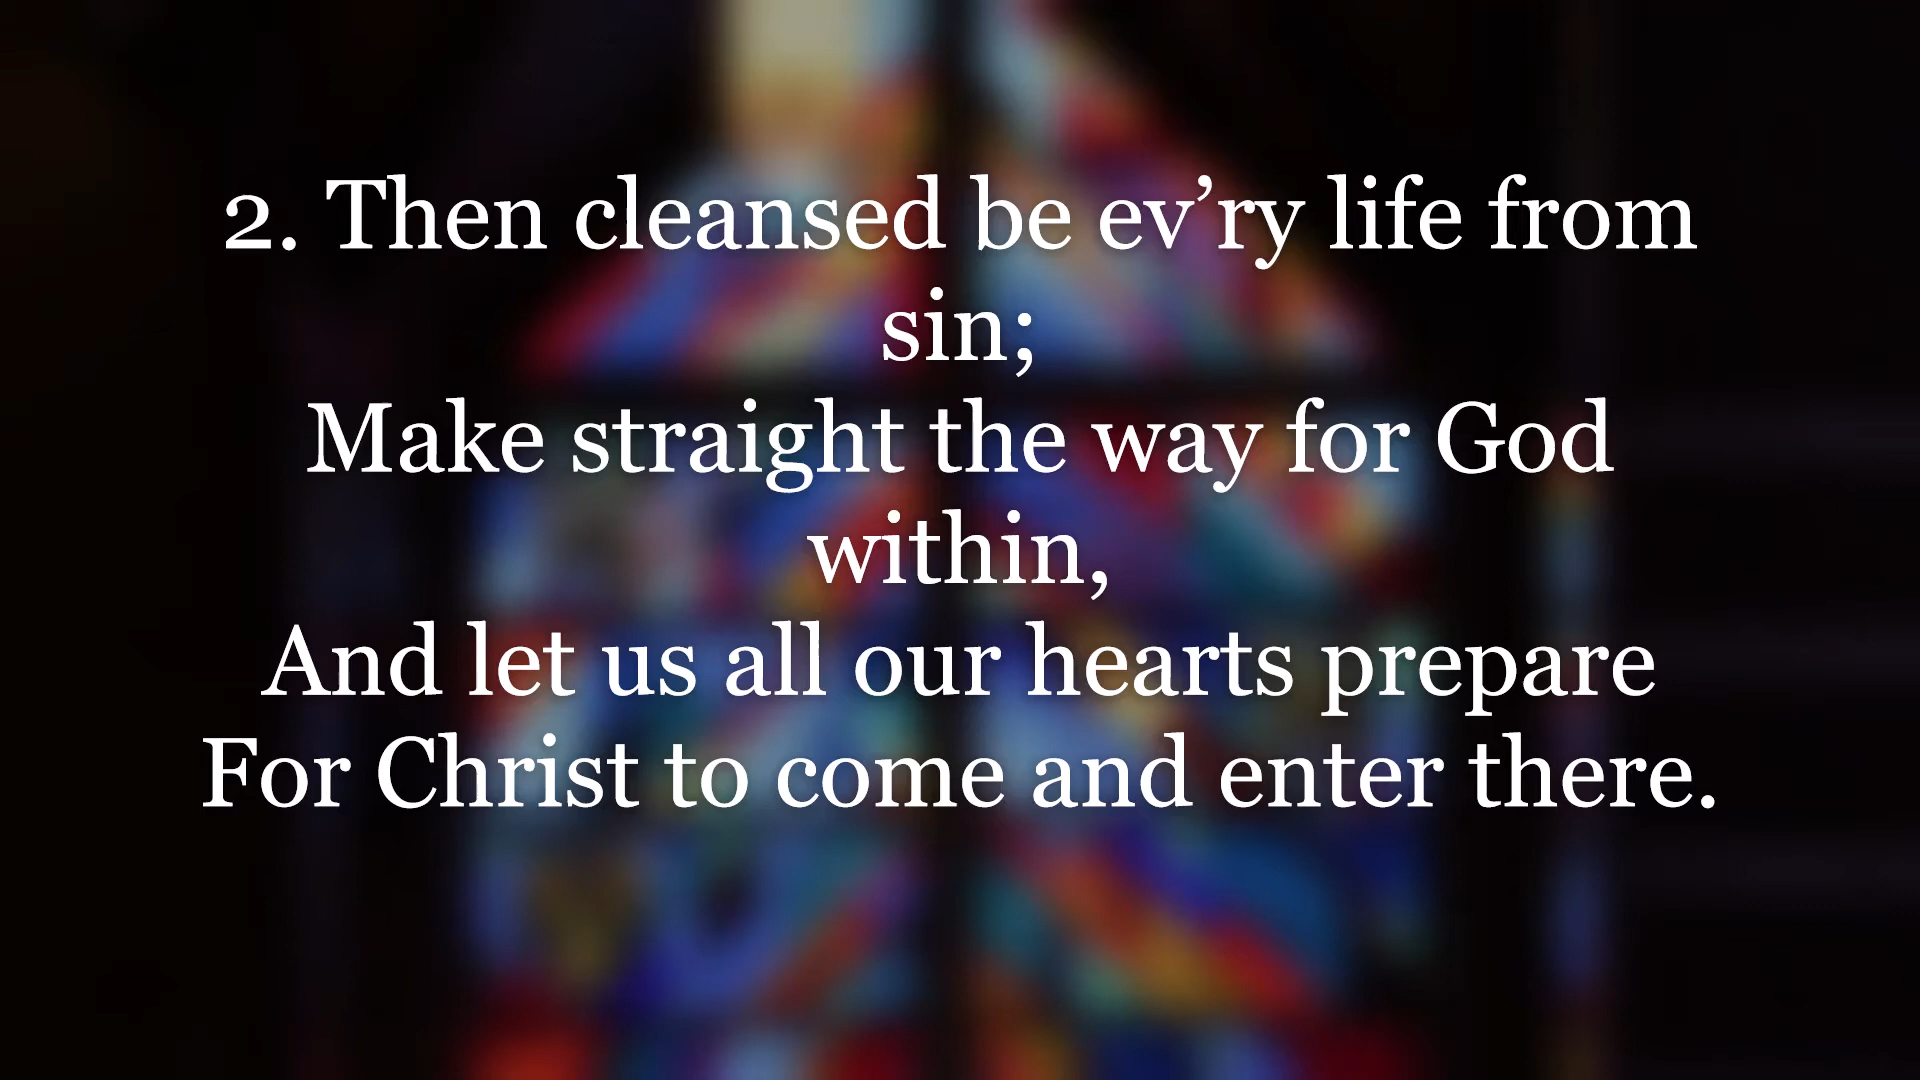 2. Then cleansed be ev’ry life from
sin;
Make straight the way for God
within,
And let us all our hearts prepare
For Christ to come and enter there.